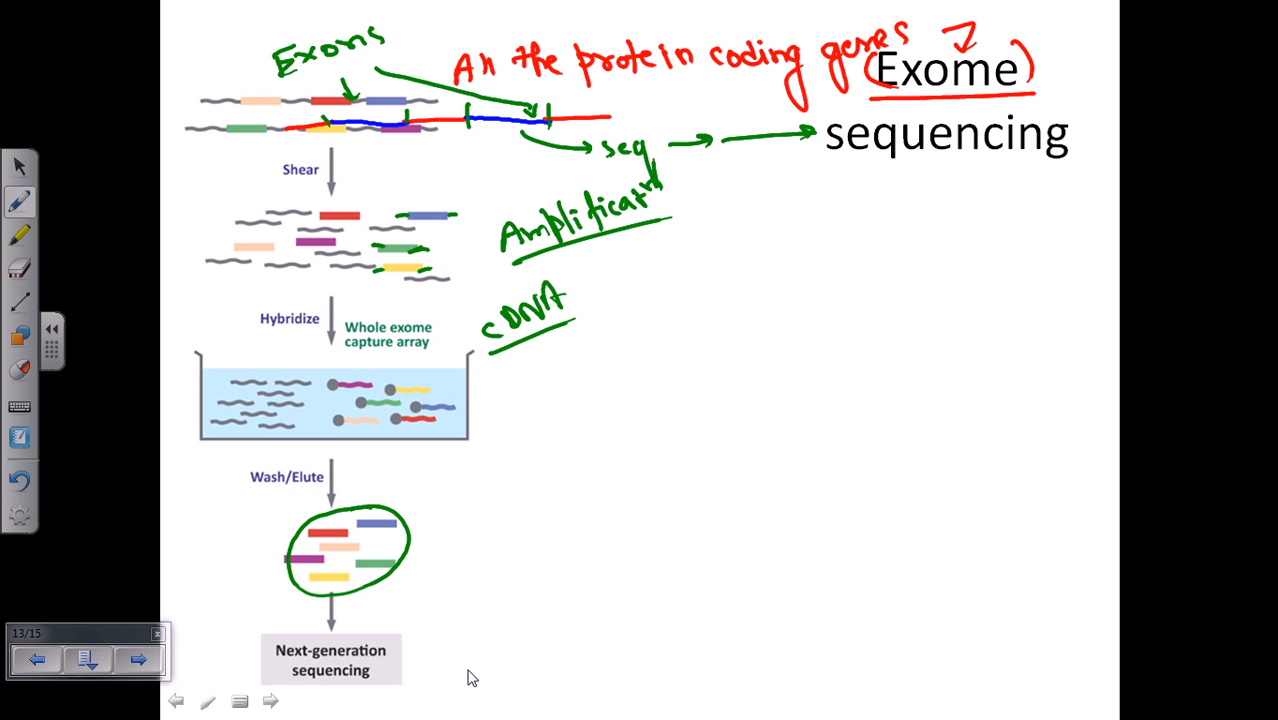 Exons
All the protein coding genes
(Exome)
sequencing
seq
Shear
Amplificatn
Hybridize
Whole exome
capture array
cDNA
Wash/Elute
Next-generation
sequencing
13/15
x